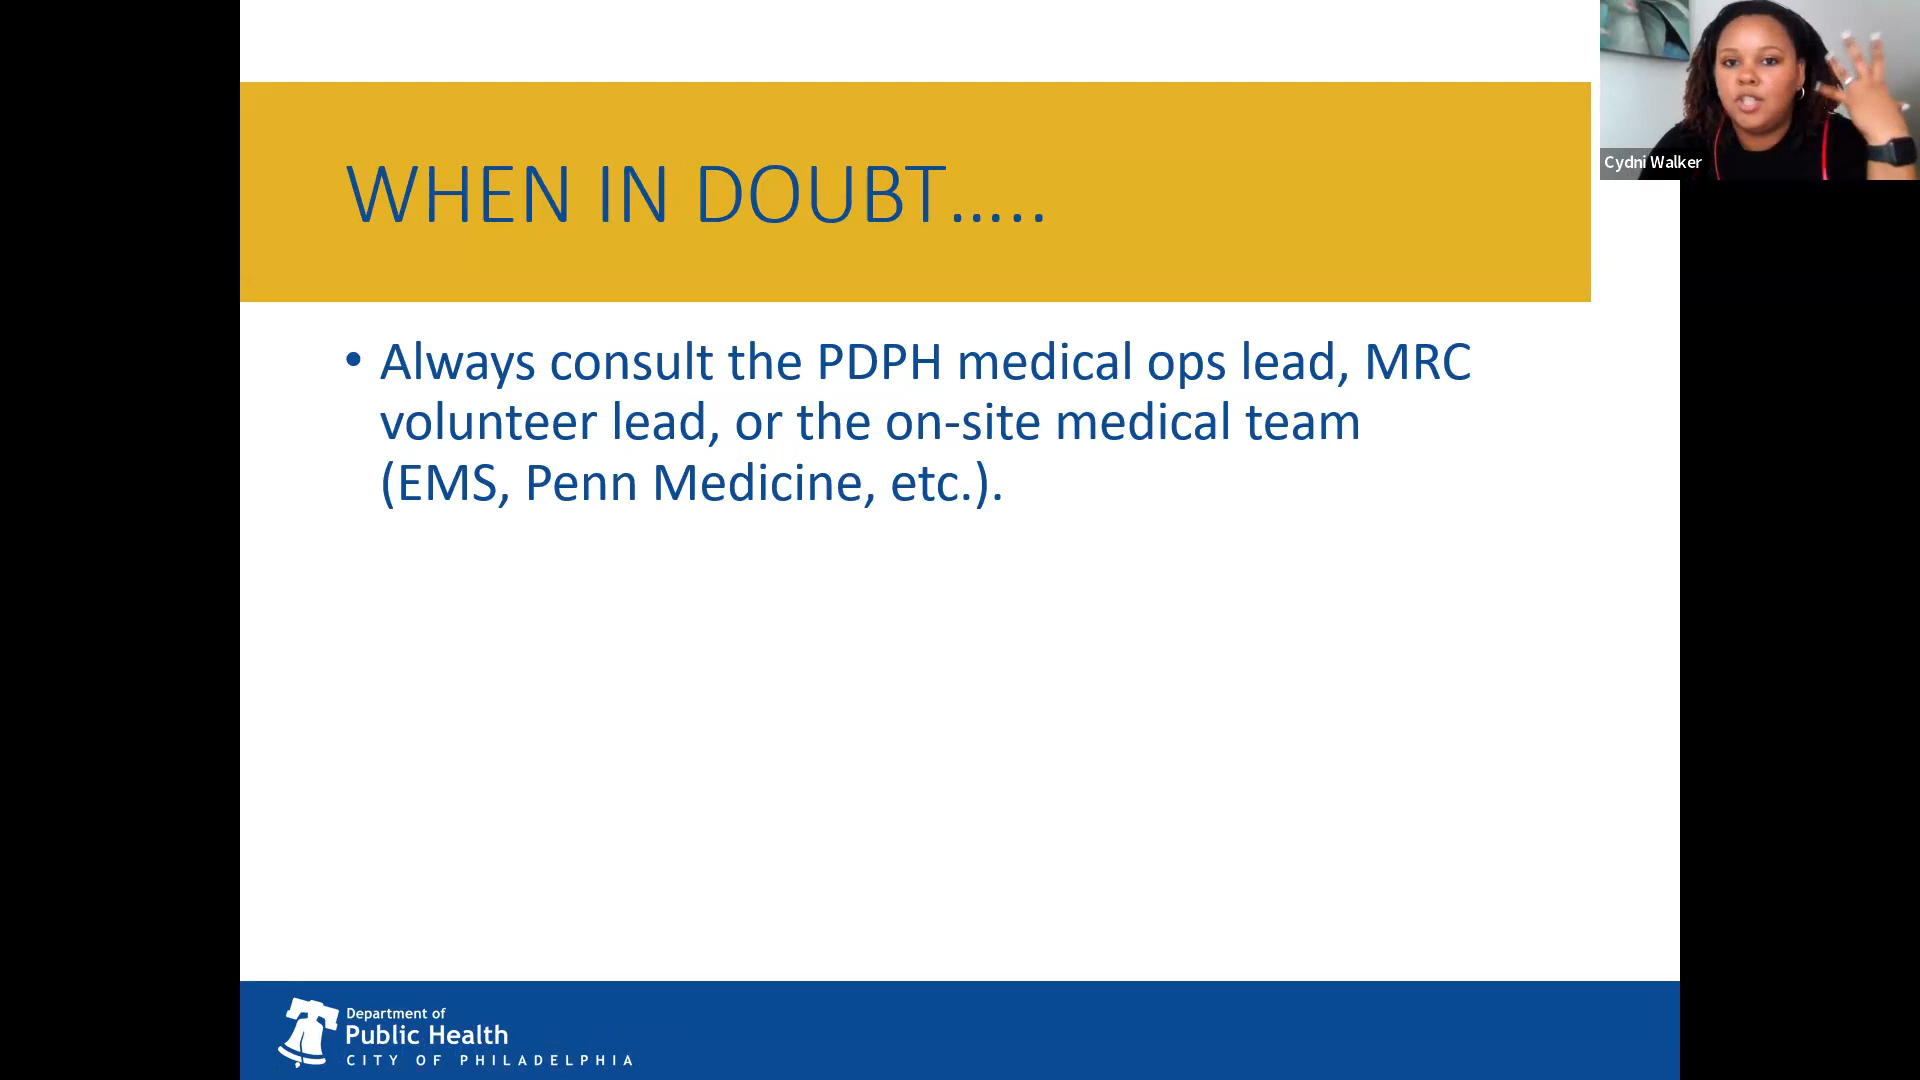 WHEN IN DOUBT.....
• Always consult the PDPH medical ops lead, MRC
volunteer lead, or the on-site medical team
(EMS, Penn Medicine, etc.).
Cydni Walker
Department of
Public Health
CITY OF PHILADELPHIA